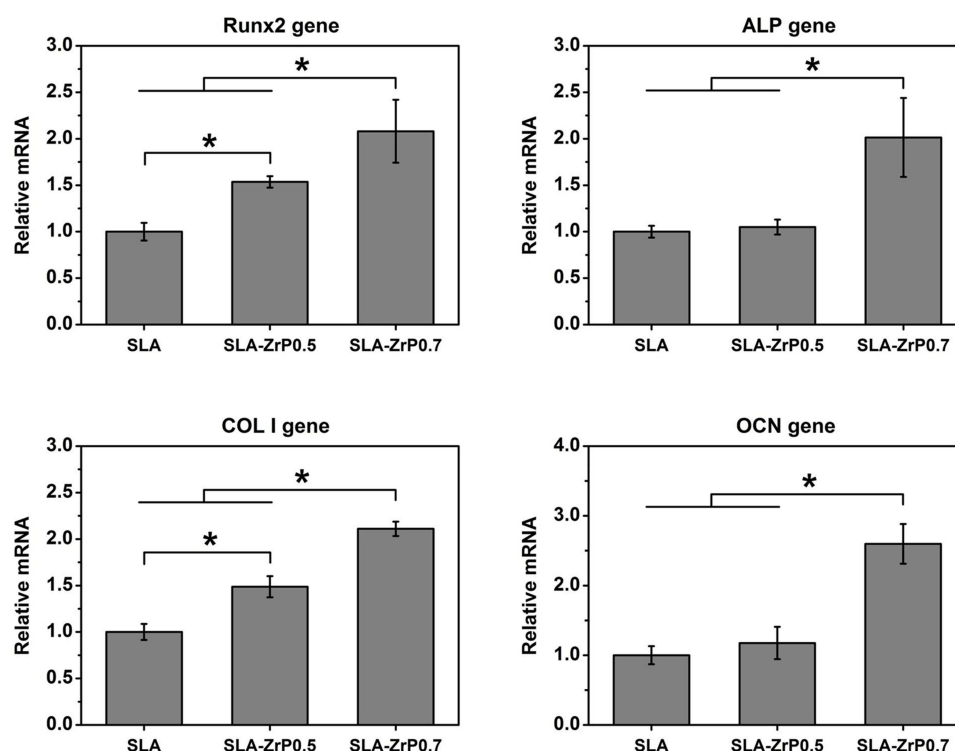 Runx2 gene
Relative mRNA
3.0
2.5
2.0
1.5
1.0
0.5
0.0
*
*
SLA
SLA-ZrP0.5
SLA-ZrP0.7
ALP gene
Relative mRNA
3.0
2.5
2.0
1.5
1.0
0.5
0.0
*
SLA
SLA-ZrP0.5
SLA-ZrP0.7
COL I gene
Relative mRNA
3.0
2.5
2.0
1.5
1.0
0.5
0.0
*
*
SLA
SLA-ZrP0.5
SLA-ZrP0.7
OCN gene
Relative mRNA
4.0
3.0
2.0
1.0
0.0
*
SLA
SLA-ZrP0.5
SLA-ZrP0.7